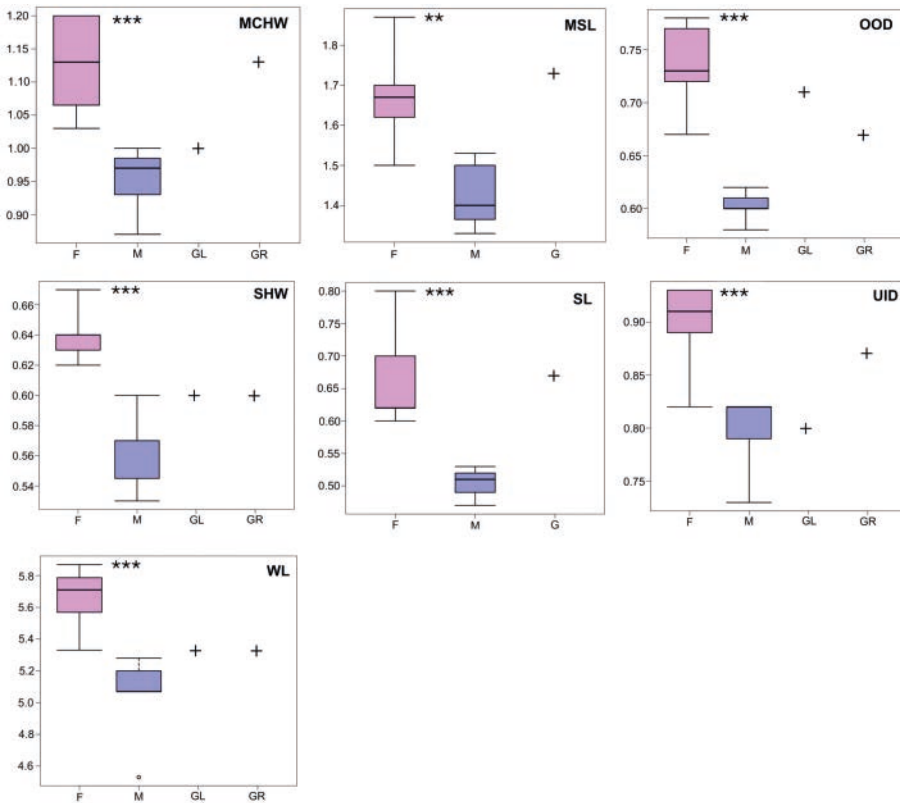 *** MCHW
1.20
1.15
1.10
1.05
1.00
0.95
0.90
F M GL GR
** MSL
1.8
1.7
1.6
1.5
1.4
F M G
*** OOD
0.75
0.70
0.65
0.60
F M GL GR
*** SHW
0.66
0.64
0.62
0.60
0.58
0.56
0.54
F M GL GR
*** SL
0.80
0.75
0.70
0.65
0.60
0.55
0.50
F M G
*** UID
0.90
0.85
0.80
0.75
F M GL GR
*** WL
5.8
5.6
5.4
5.2
5.0
4.8
4.6
F M GL GR